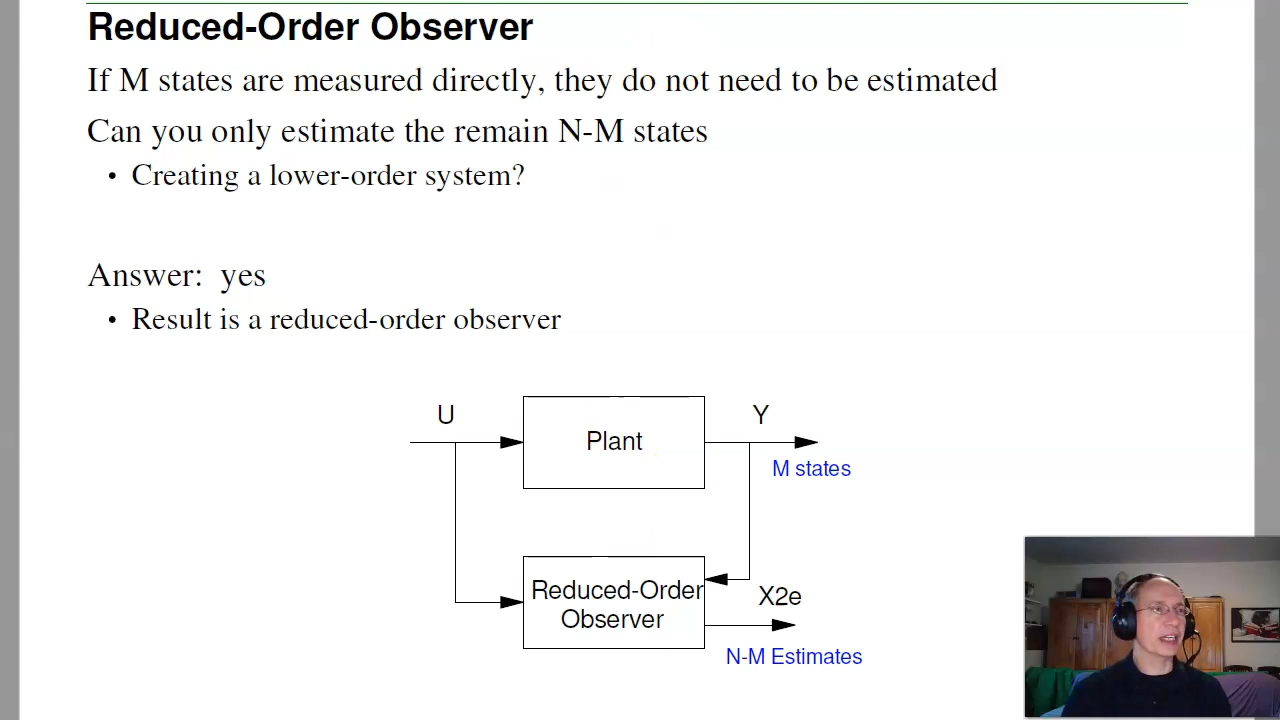 Reduced-Order Observer
If M states are measured directly, they do not need to be estimated
Can you only estimate the remain N-M states
• Creating a lower-order system?
Answer: yes
• Result is a reduced-order observer
U
Plant
Y
M states
Reduced-Order
Observer
X2e
N-M Estimates